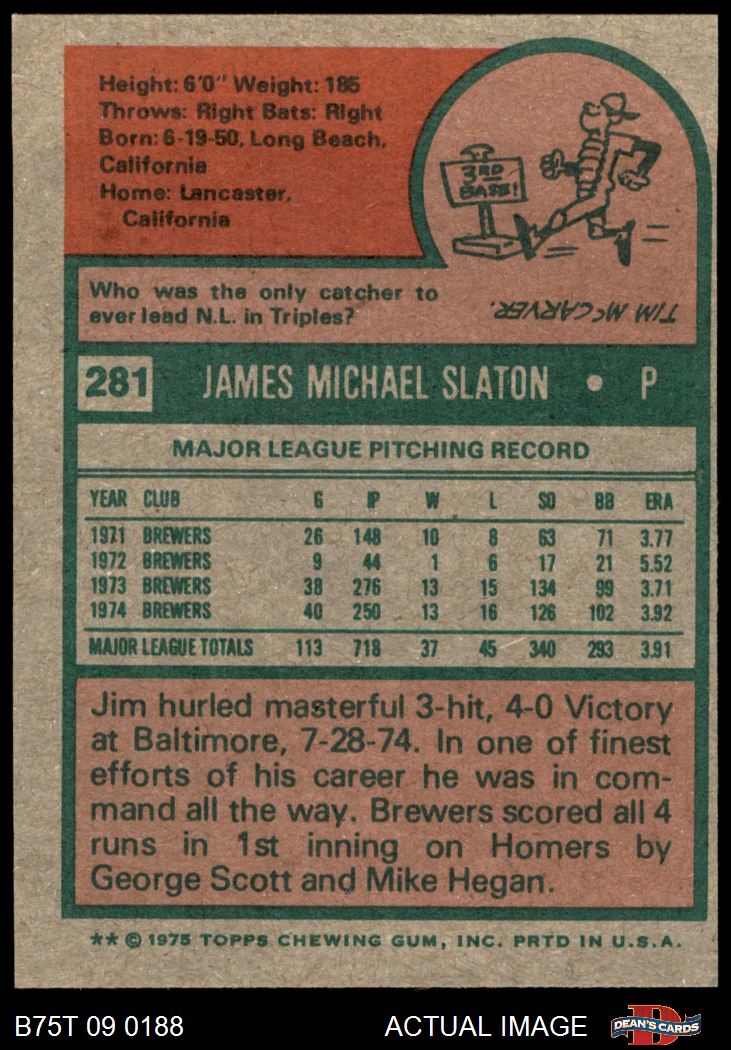 Height: 6'0" Weight: 185
Throws: Right Bats: Right
Born: 6-19-50, Long Beach,
California
Home: Lancaster,
California
3RD
BASE!
Who was the only catcher to
ever lead N.L. in Triples?
TIM McCARVER.
281 JAMES MICHAEL SLATON • P
MAJOR LEAGUE PITCHING RECORD
YEAR CLUB G IP W L SO BB ERA
1971 BREWERS 26 148 10 8 63 71 3.77
1972 BREWERS 9 44 1 6 17 21 5.52
1973 BREWERS 38 276 13 15 134 99 3.71
1974 BREWERS 40 250 13 16 126 102 3.92
MAJOR LEAGUE TOTALS 113 718 37 45 340 293 3.91
Jim hurled masterful 3-hit, 4-0 Victory
at Baltimore, 7-28-74. In one of finest
efforts of his career he was in com-
mand all the way. Brewers scored all 4
runs in 1st inning on Homers by
George Scott and Mike Hegan.
** © 1975 TOPPS CHEWING GUM, INC. PRTD IN U.S.A.
B75T 09 0188 ACTUAL IMAGE D DEAN'S CARDS